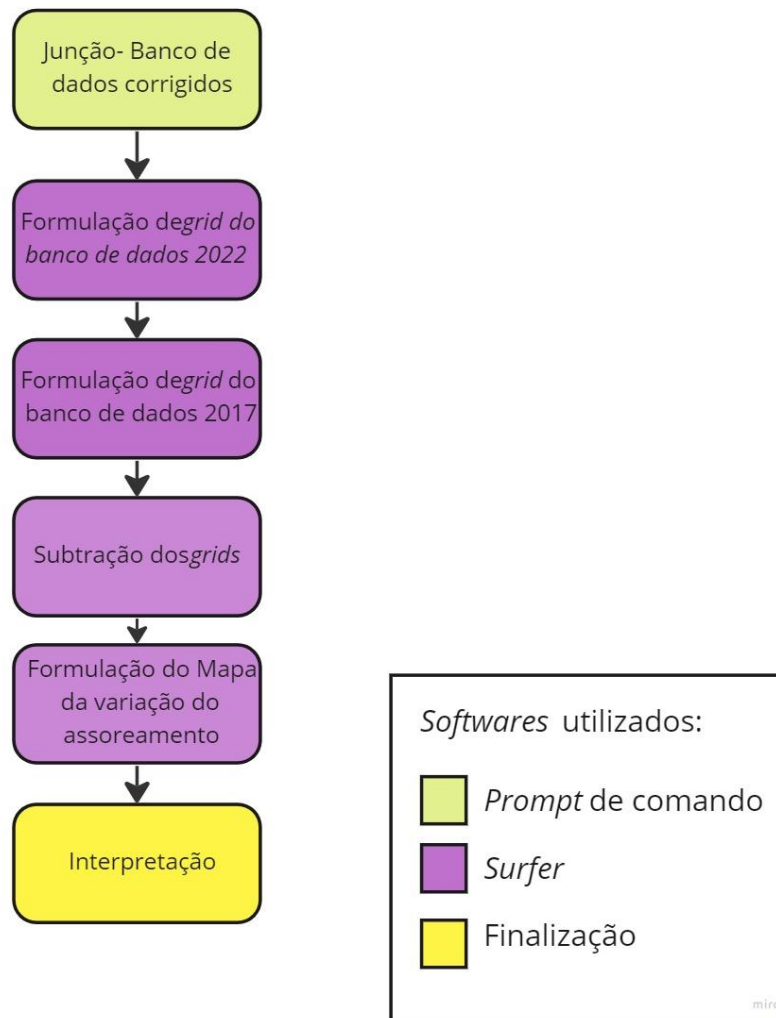 Junção- Banco de
dados corrigidos
Formulação degrid do
banco de dados 2022
Formulação degrid do
banco de dados 2017
Subtração dosgrids
Formulação do Mapa
da variação do
assoreamento
Interpretação
Softwares utilizados:
Prompt de comando
Surfer
Finalização